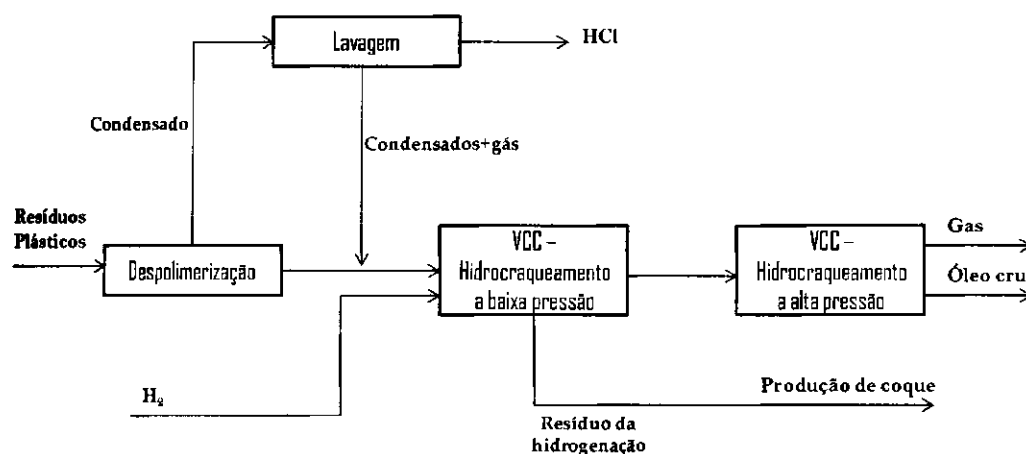 Lavagem
HCl
Condensado
Condensados+gás
Resíduos
Plásticos
Despolimerização
VCC –
Hidrocraqueamento
a baixa pressão
VCC –
Hidrocraqueamento
a alta pressão
Gas
Óleo cru
H₂
Produção de coque
Resíduo da
hidrogenação